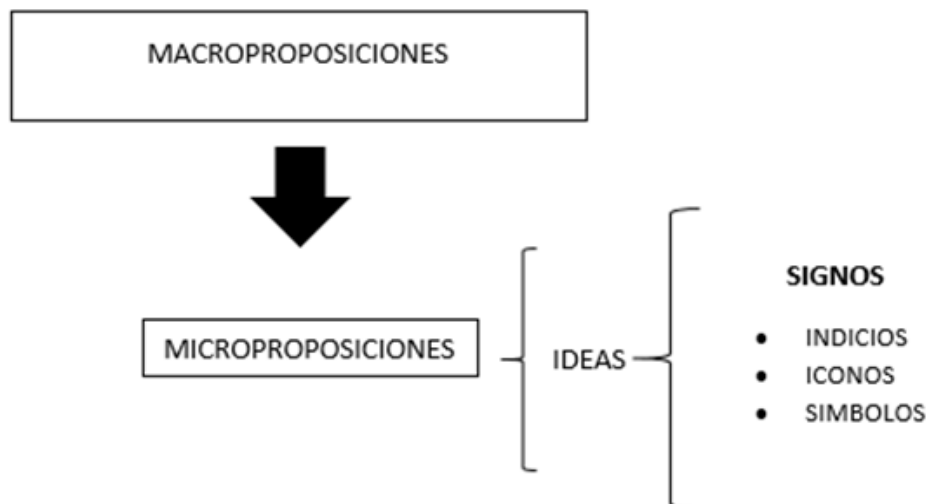 MACROPROPOSICIONES
MICROPROPOSICIONES
IDEAS
SIGNOS
• INDICIOS
• ICONOS
• SIMBOLOS